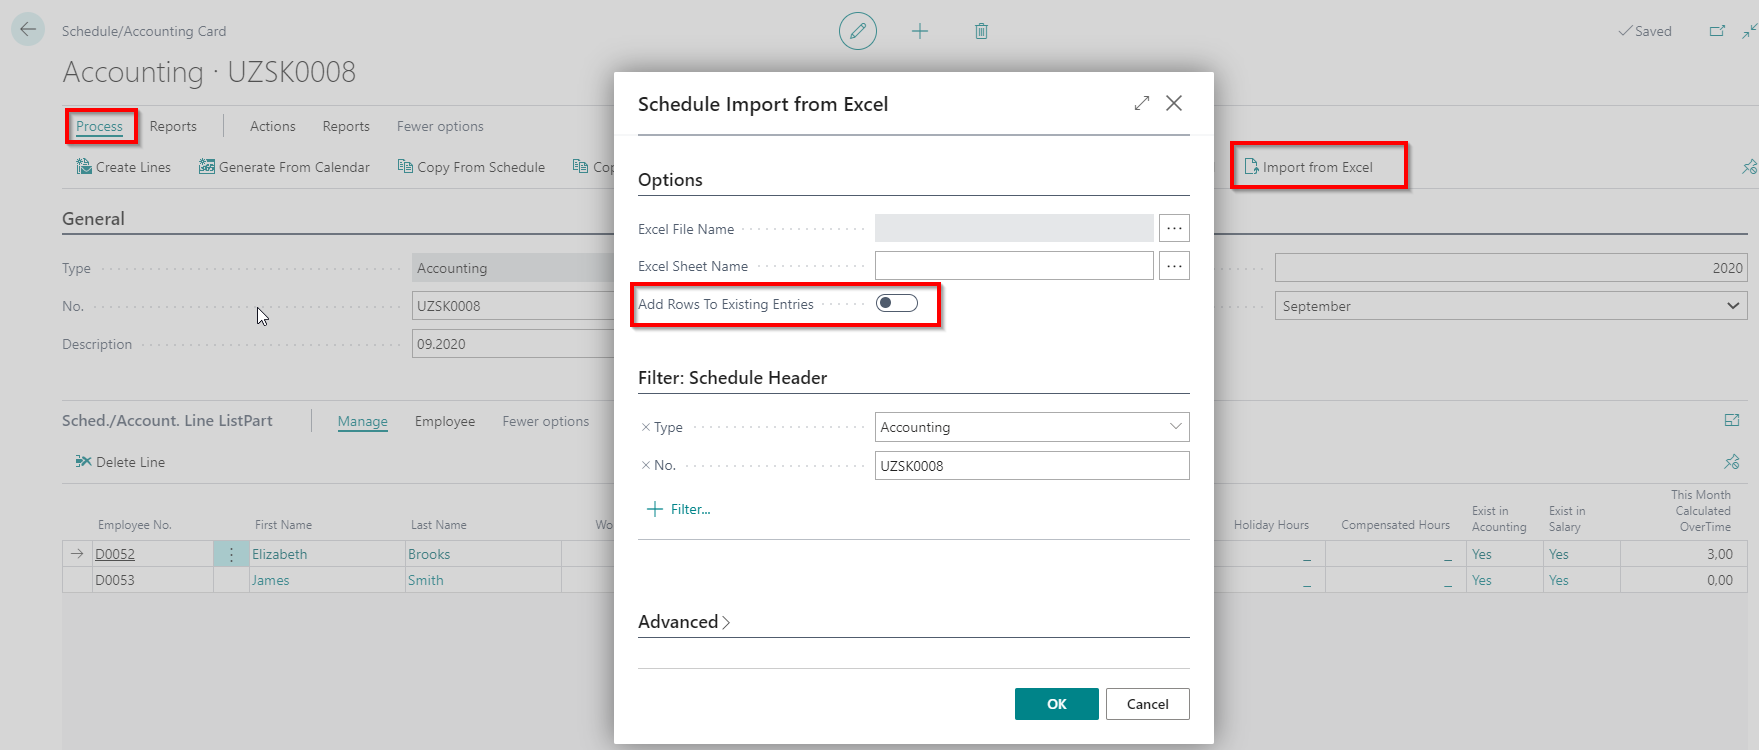 Schedule/Accounting Card
Saved
Accounting · UZSK0008
Process Reports Actions Reports Fewer options
Create Lines Generate From Calendar Copy From Schedule Import from Excel
General
Type Accounting
No. UZSK0008
Description 09.2020
2020
September
Sched./Account. Line ListPart Manage Employee Fewer options
Delete Line
Employee No. First Name Last Name Holiday Hours Compensated Hours Exist in Acounting Exist in Salary This Month Calculated OverTime
D0052 Elizabeth Brooks _ _ Yes Yes 3,00
D0053 James Smith _ _ Yes Yes 0,00
Schedule Import from Excel
Options
Excel File Name
Excel Sheet Name
Add Rows To Existing Entries
Filter: Schedule Header
Type Accounting
No. UZSK0008
Filter...
Advanced
OK Cancel